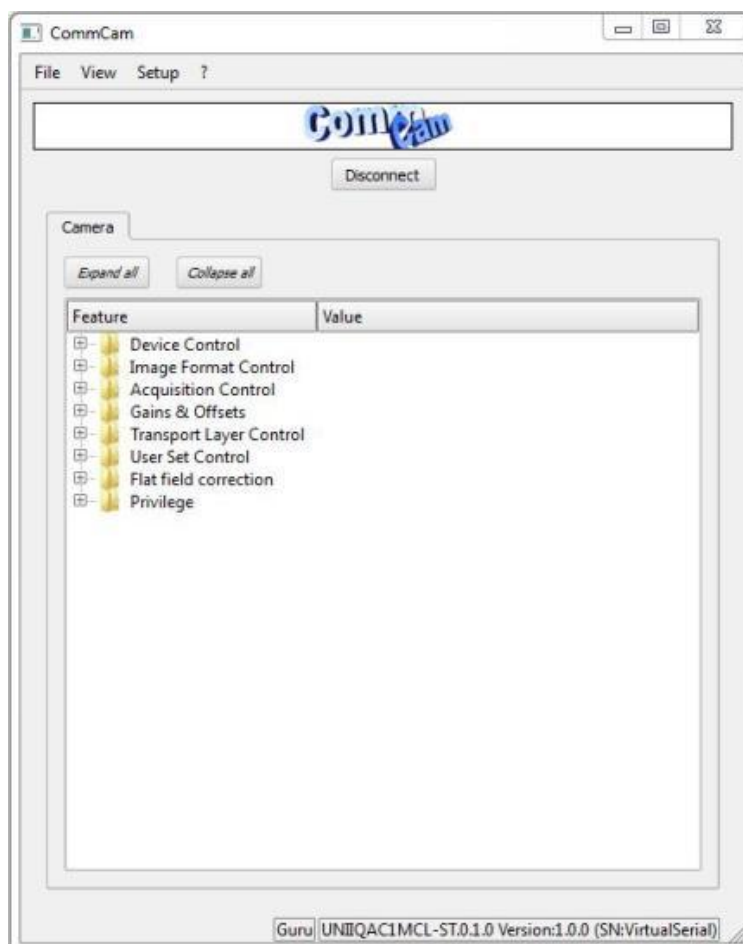 CommCam
File View Setup ?
CommCam
Disconnect
Camera
Expand all Collapse all
Feature Value
Device Control
Image Format Control
Acquisition Control
Gains & Offsets
Transport Layer Control
User Set Control
Flat field correction
Privilege
Guru UNIIQAC1MCL-ST.0.1.0 Version:1.0.0 (SN:VirtualSerial)